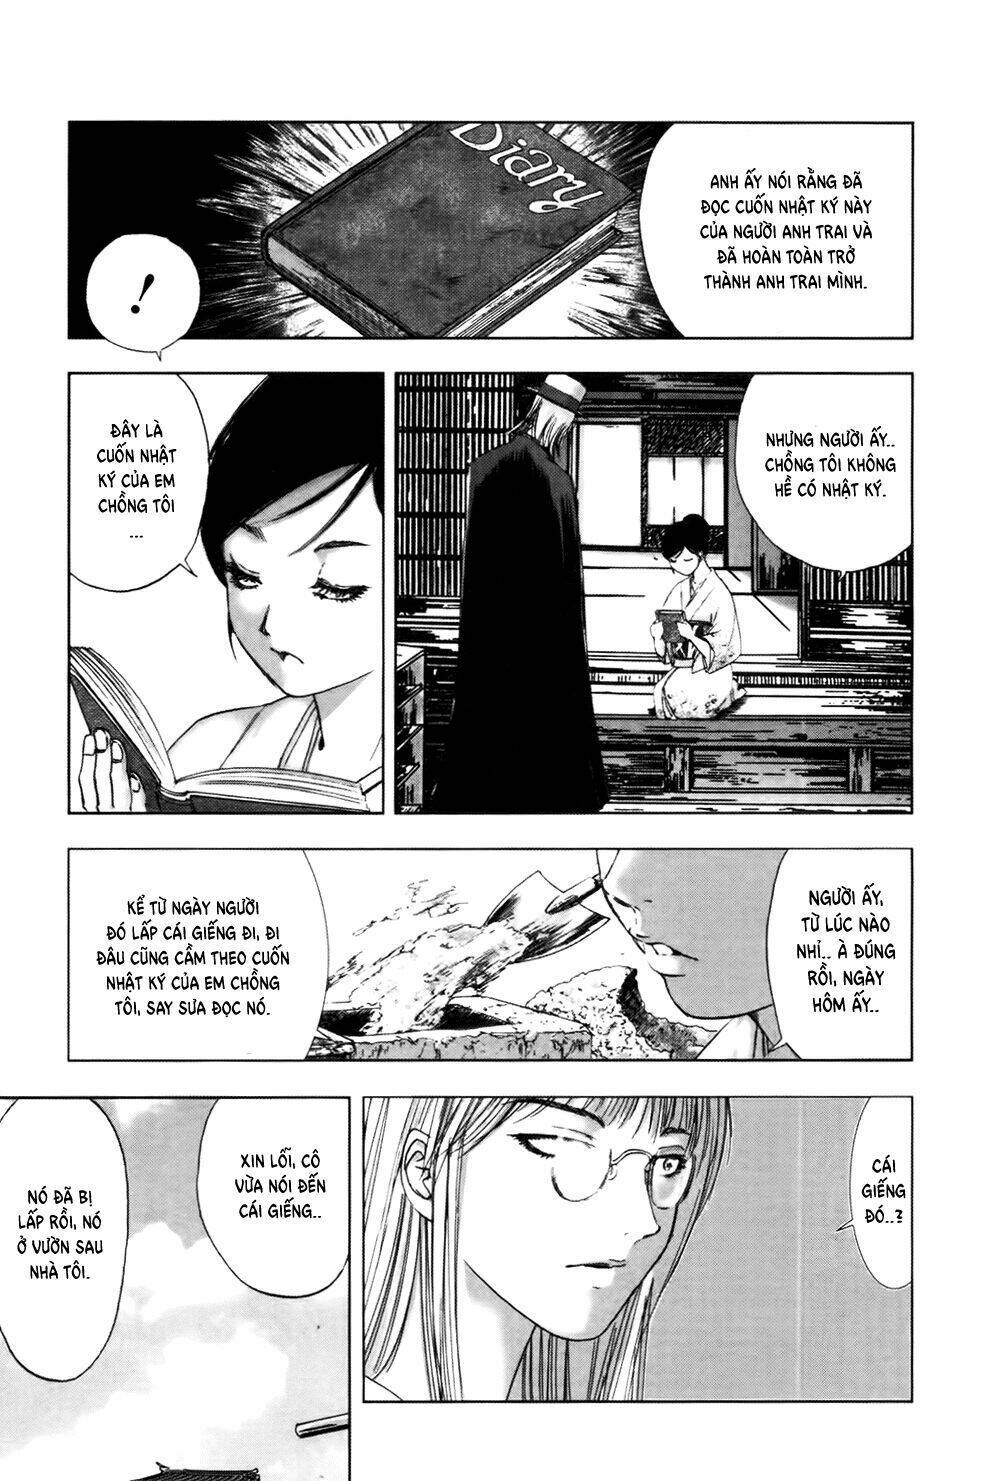 ANH ẤY NÓI RẰNG ĐÃ
ĐỌC CUỐN NHẬT KÝ NÀY
CỦA NGƯỜI ANH TRAI VÀ
ĐÃ HOÀN TOÀN TRỞ
THÀNH ANH TRAI MÌNH.
Diary
!
NHƯNG NGƯỜI ẤY..
CHỒNG TÔI KHÔNG
HỀ CÓ NHẬT KÝ.
ĐÂY LÀ
CUỐN NHẬT
KÝ CỦA EM
CHỒNG TÔI
...
NGƯỜI ẤY,
TỪ LÚC NÀO
NHỈ.. À ĐÚNG
RỒI, NGÀY
HÔM ẤY..
KỂ TỪ NGÀY NGƯỜI
ĐÓ LẤP CÁI GIẾNG ĐI, ĐI
ĐÂU CŨNG CẦM THEO CUỐN
NHẬT KÝ CỦA EM CHỒNG
TÔI, SAY SƯA ĐỌC NÓ.
CÁI
GIẾNG
ĐÓ..?
XIN LỖI, CÔ
VỪA NÓI ĐẾN
CÁI GIẾNG..
NÓ ĐÃ BỊ
LẤP RỒI, NÓ
Ở VƯỜN SAU
NHÀ TÔI.